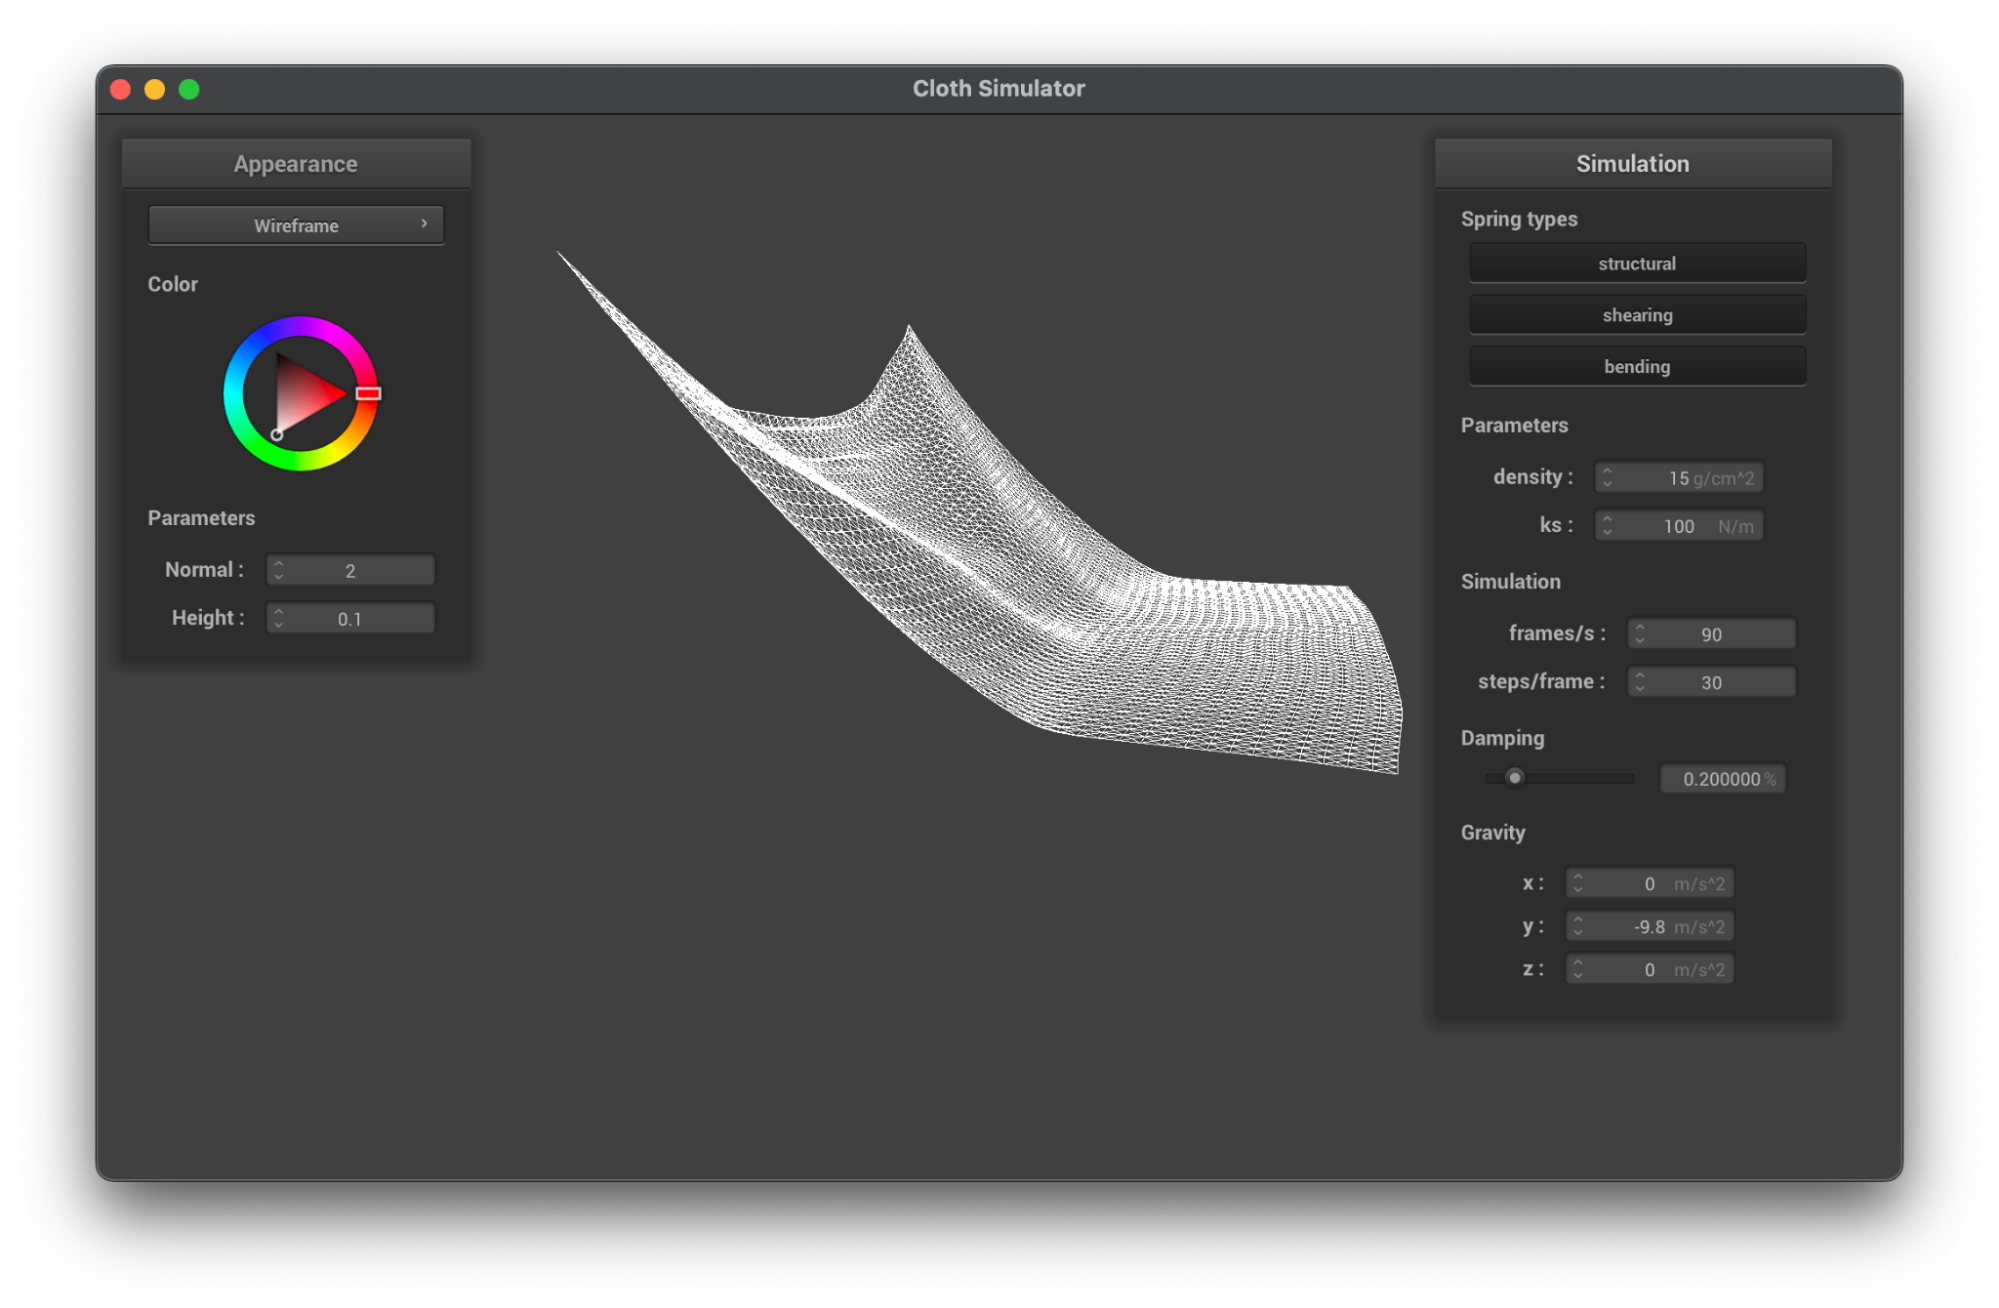 Cloth Simulator
Appearance
Wireframe
Color
Parameters
Normal : 2
Height : 0.1
Simulation
Spring types
structural
shearing
bending
Parameters
density : 15 g/cm^2
ks : 100 N/m
Simulation
frames/s : 90
steps/frame : 30
Damping
0.200000 %
Gravity
x : 0 m/s^2
y : -9.8 m/s^2
z : 0 m/s^2